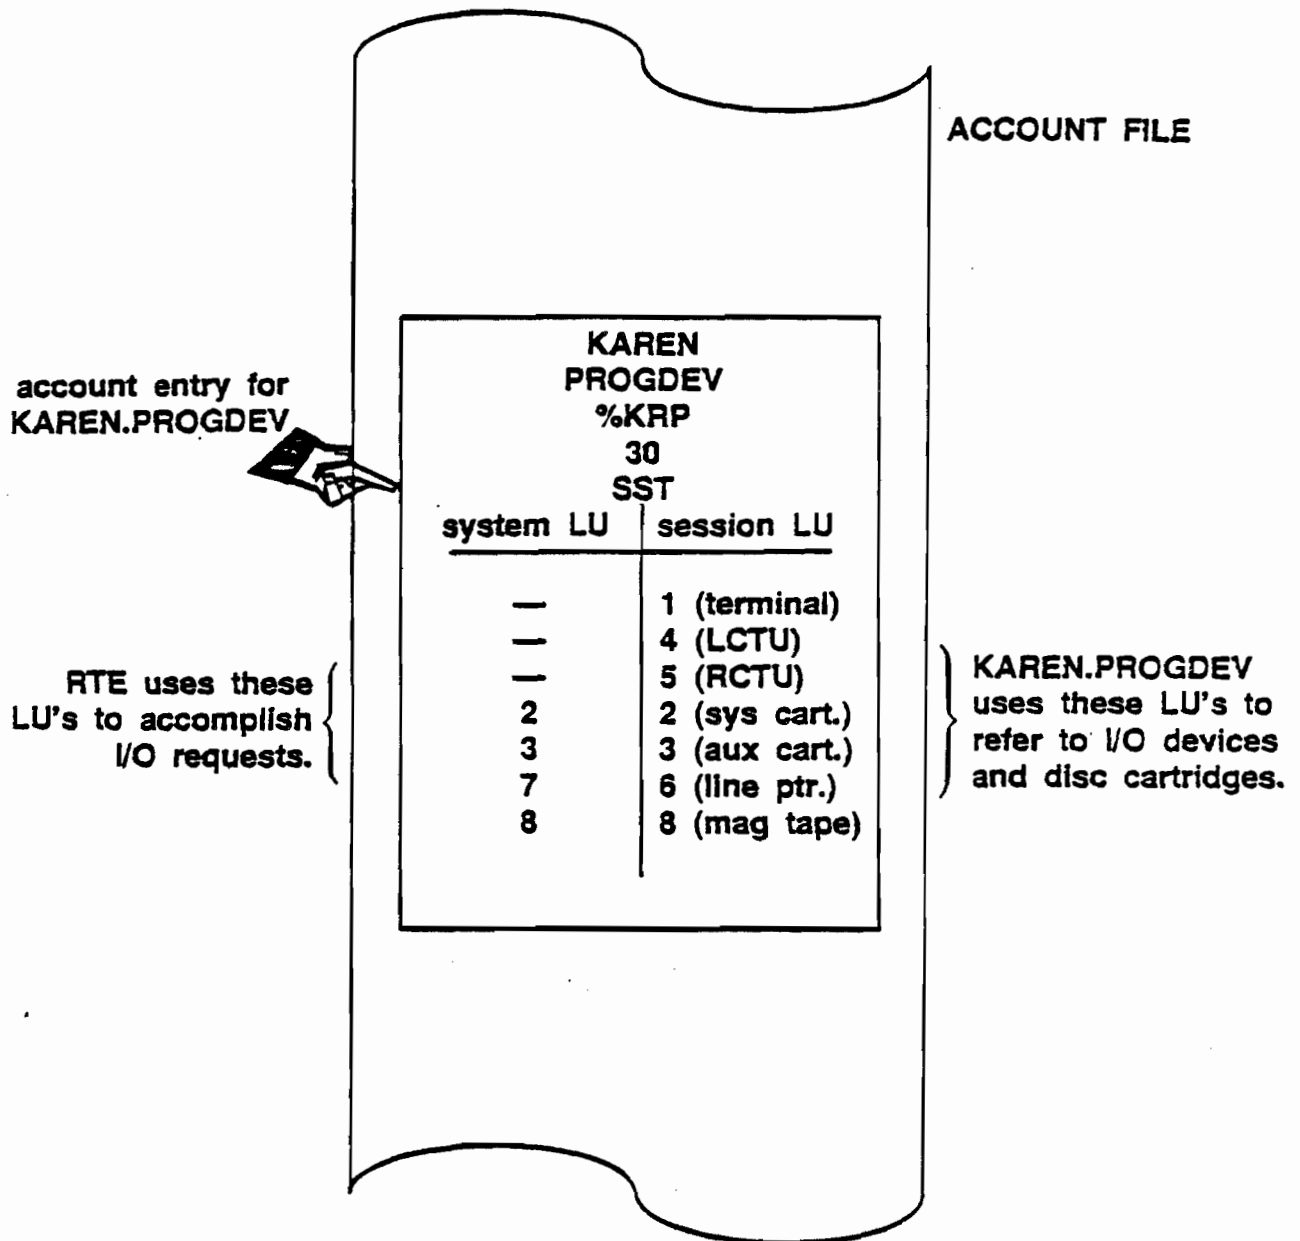 ACCOUNT FILE
account entry for
KAREN.PROGDEV
KAREN
PROGDEV
%KRP
30
SST
system LU session LU
— 1 (terminal)
— 4 (LCTU)
— 5 (RCTU)
2 2 (sys cart.)
3 3 (aux cart.)
7 6 (line ptr.)
8 8 (mag tape)
RTE uses these
LU's to accomplish
I/O requests.
KAREN.PROGDEV
uses these LU's to
refer to I/O devices
and disc cartridges.